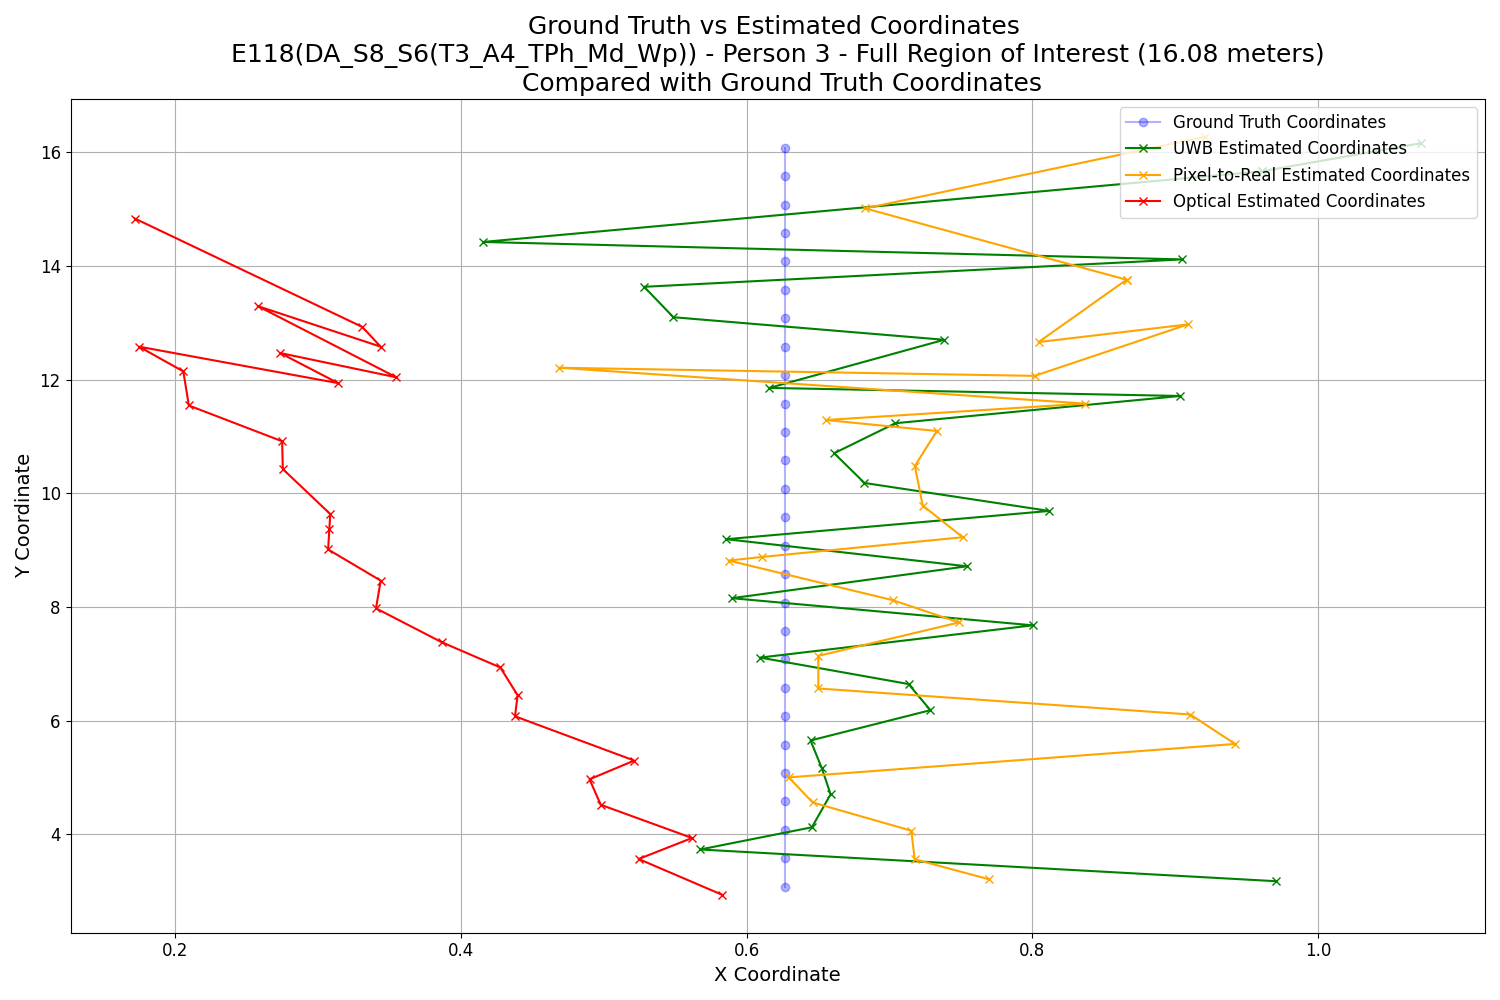 Ground Truth vs Estimated Coordinates
E118(DA_S8_S6(T3_A4_TPh_Md_Wp)) - Person 3 - Full Region of Interest (16.08 meters)
Compared with Ground Truth Coordinates
Ground Truth Coordinates
UWB Estimated Coordinates
Pixel-to-Real Estimated Coordinates
Optical Estimated Coordinates
Y Coordinate
16
14
12
10
8
6
4
0.2
0.4
0.6
0.8
1.0
X Coordinate